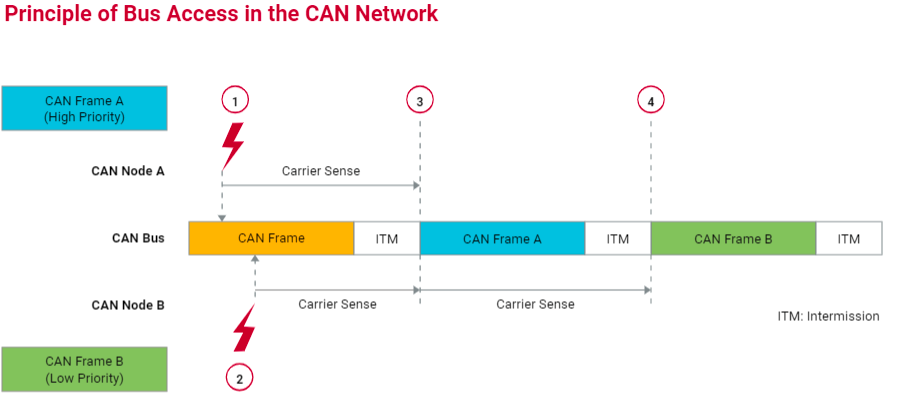 Principle of Bus Access in the CAN Network
CAN Frame A
(High Priority)
1
3
4
CAN Node A
Carrier Sense
CAN Bus
CAN Frame
ITM
CAN Frame A
ITM
CAN Frame B
ITM
CAN Node B
Carrier Sense
Carrier Sense
ITM: Intermission
CAN Frame B
(Low Priority)
2